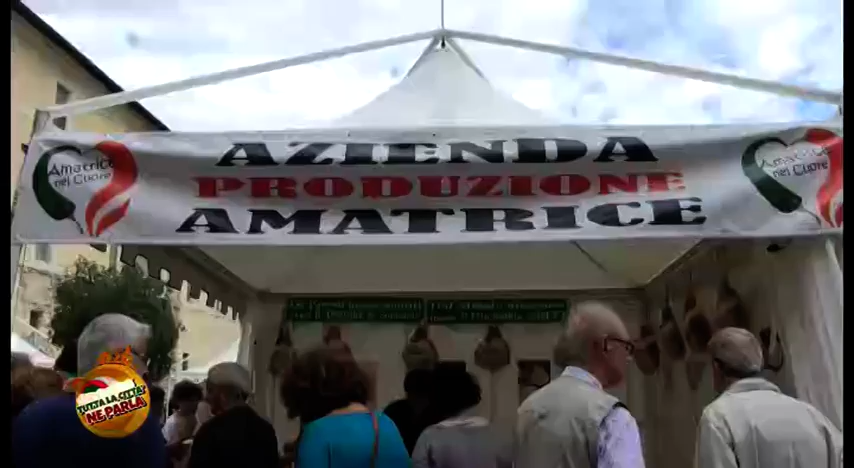 AZIENDA
PRODUZIONE
AMATRICE
Amatrice
nel Cuore
Amatrice
nel Cuore
TUTTA LA CITTA'
NE PARLA